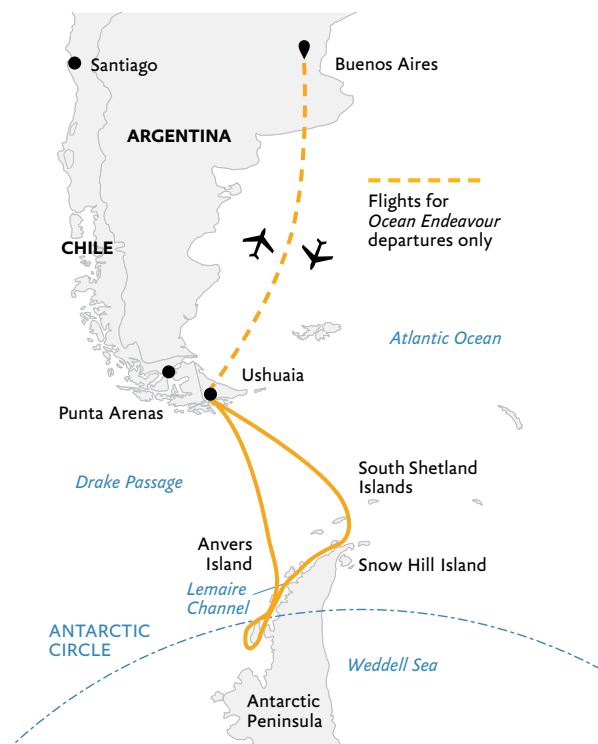 Santiago
Buenos Aires
ARGENTINA
Flights for
Ocean Endeavour
departures only
CHILE
Atlantic Ocean
Ushuaia
Punta Arenas
South Shetland
Islands
Drake Passage
Anvers
Island
Snow Hill Island
Lemaire
Channel
ANTARCTIC
CIRCLE
Weddell Sea
Antarctic
Peninsula